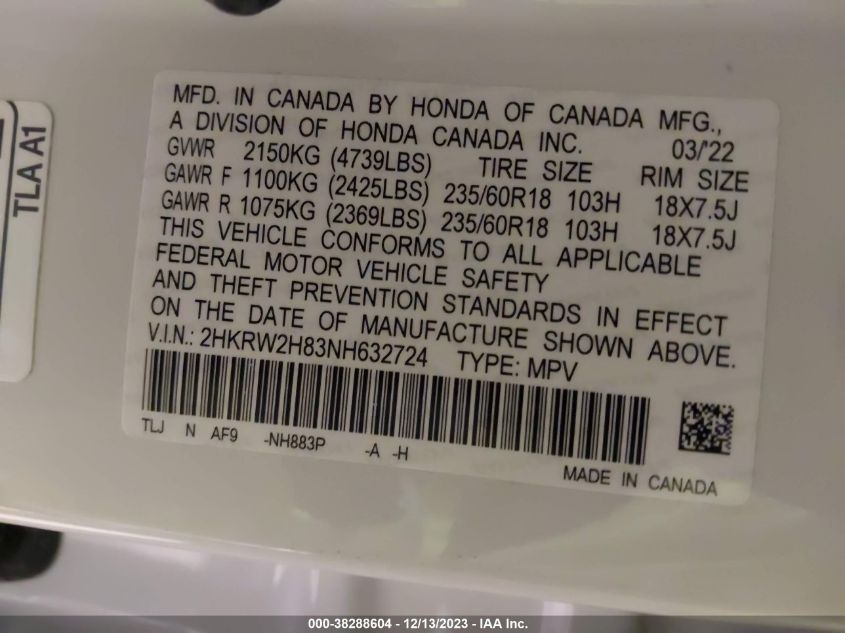 TLA A1
MFD. IN CANADA BY HONDA OF CANADA MFG.,
A DIVISION OF HONDA CANADA INC. 03/'22
GVWR 2150KG (4739LBS) TIRE SIZE RIM SIZE
GAWR F 1100KG (2425LBS) 235/60R18 103H 18X7.5J
GAWR R 1075KG (2369LBS) 235/60R18 103H 18X7.5J
THIS VEHICLE CONFORMS TO ALL APPLICABLE
FEDERAL MOTOR VEHICLE SAFETY
AND THEFT PREVENTION STANDARDS IN EFFECT
ON THE DATE OF MANUFACTURE SHOWN ABOVE.
V.I.N.: 2HKRW2H83NH632724 TYPE: MPV
TLJ N AF9 -NH883P -A -H
MADE IN CANADA
000-38288604 - 12/13/2023 - IAA Inc.